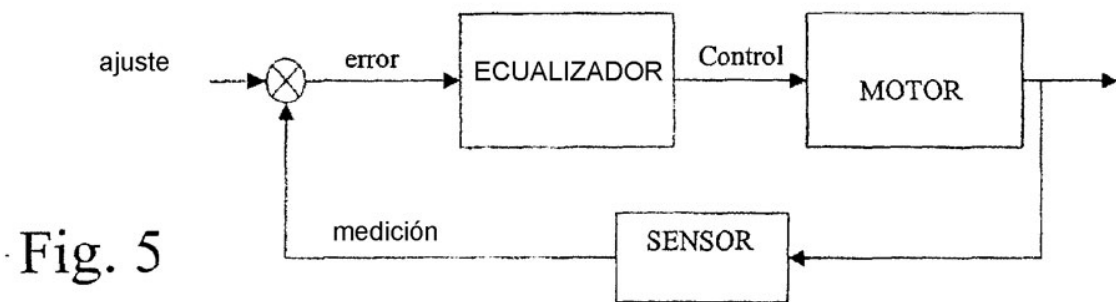 ajuste
error
ECUALIZADOR
Control
MOTOR
medición
SENSOR
Fig. 5